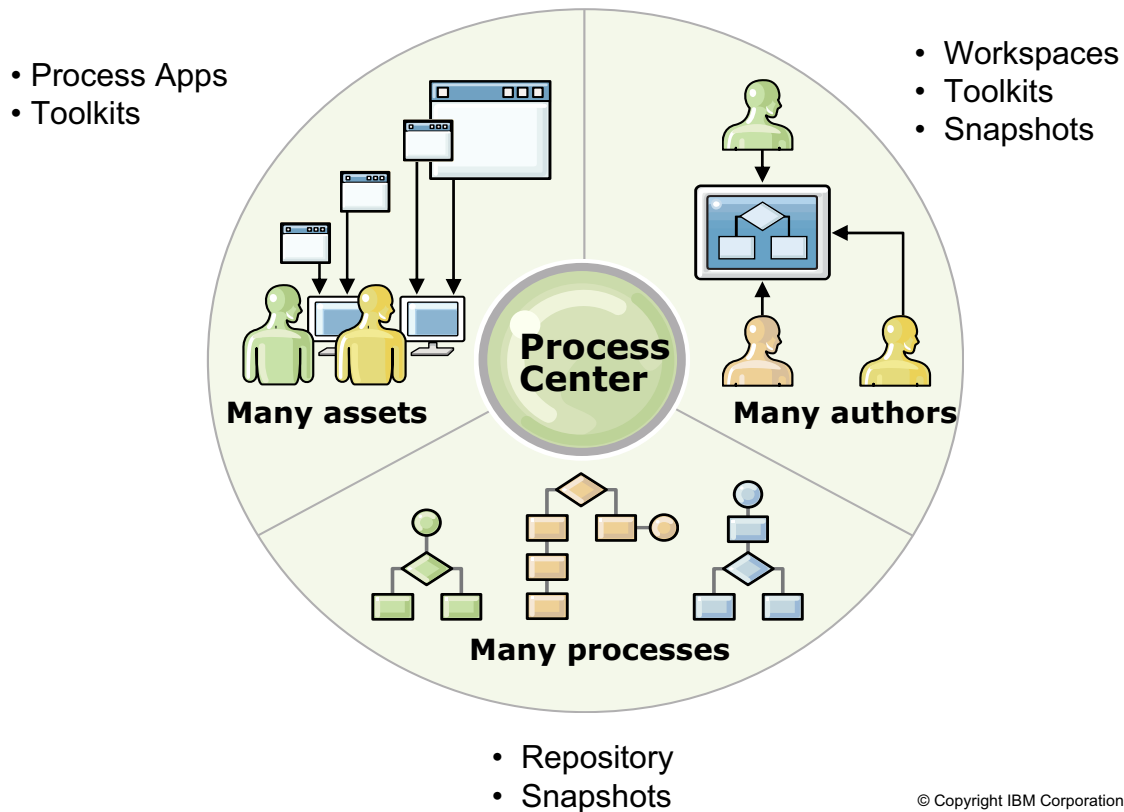 • Process Apps
• Toolkits
• Workspaces
• Toolkits
• Snapshots
Process
Center
Many assets
Many authors
Many processes
• Repository
• Snapshots
© Copyright IBM Corporation